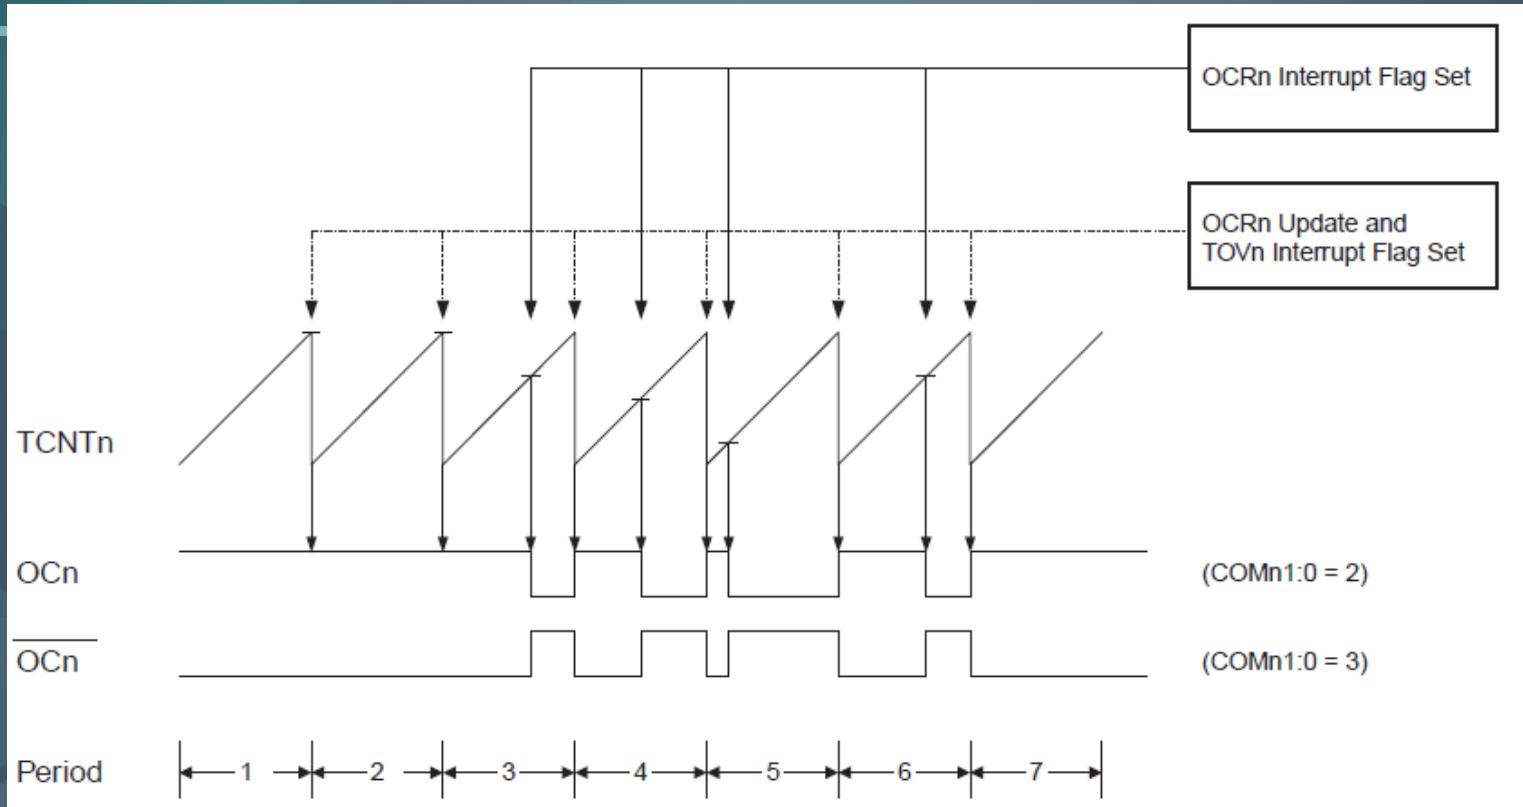 OCRn Interrupt Flag Set
OCRn Update and
TOVn Interrupt Flag Set
TCNTn
OCn
(COMn1:0 = 2)
OCn
(COMn1:0 = 3)
Period
1
2
3
4
5
6
7